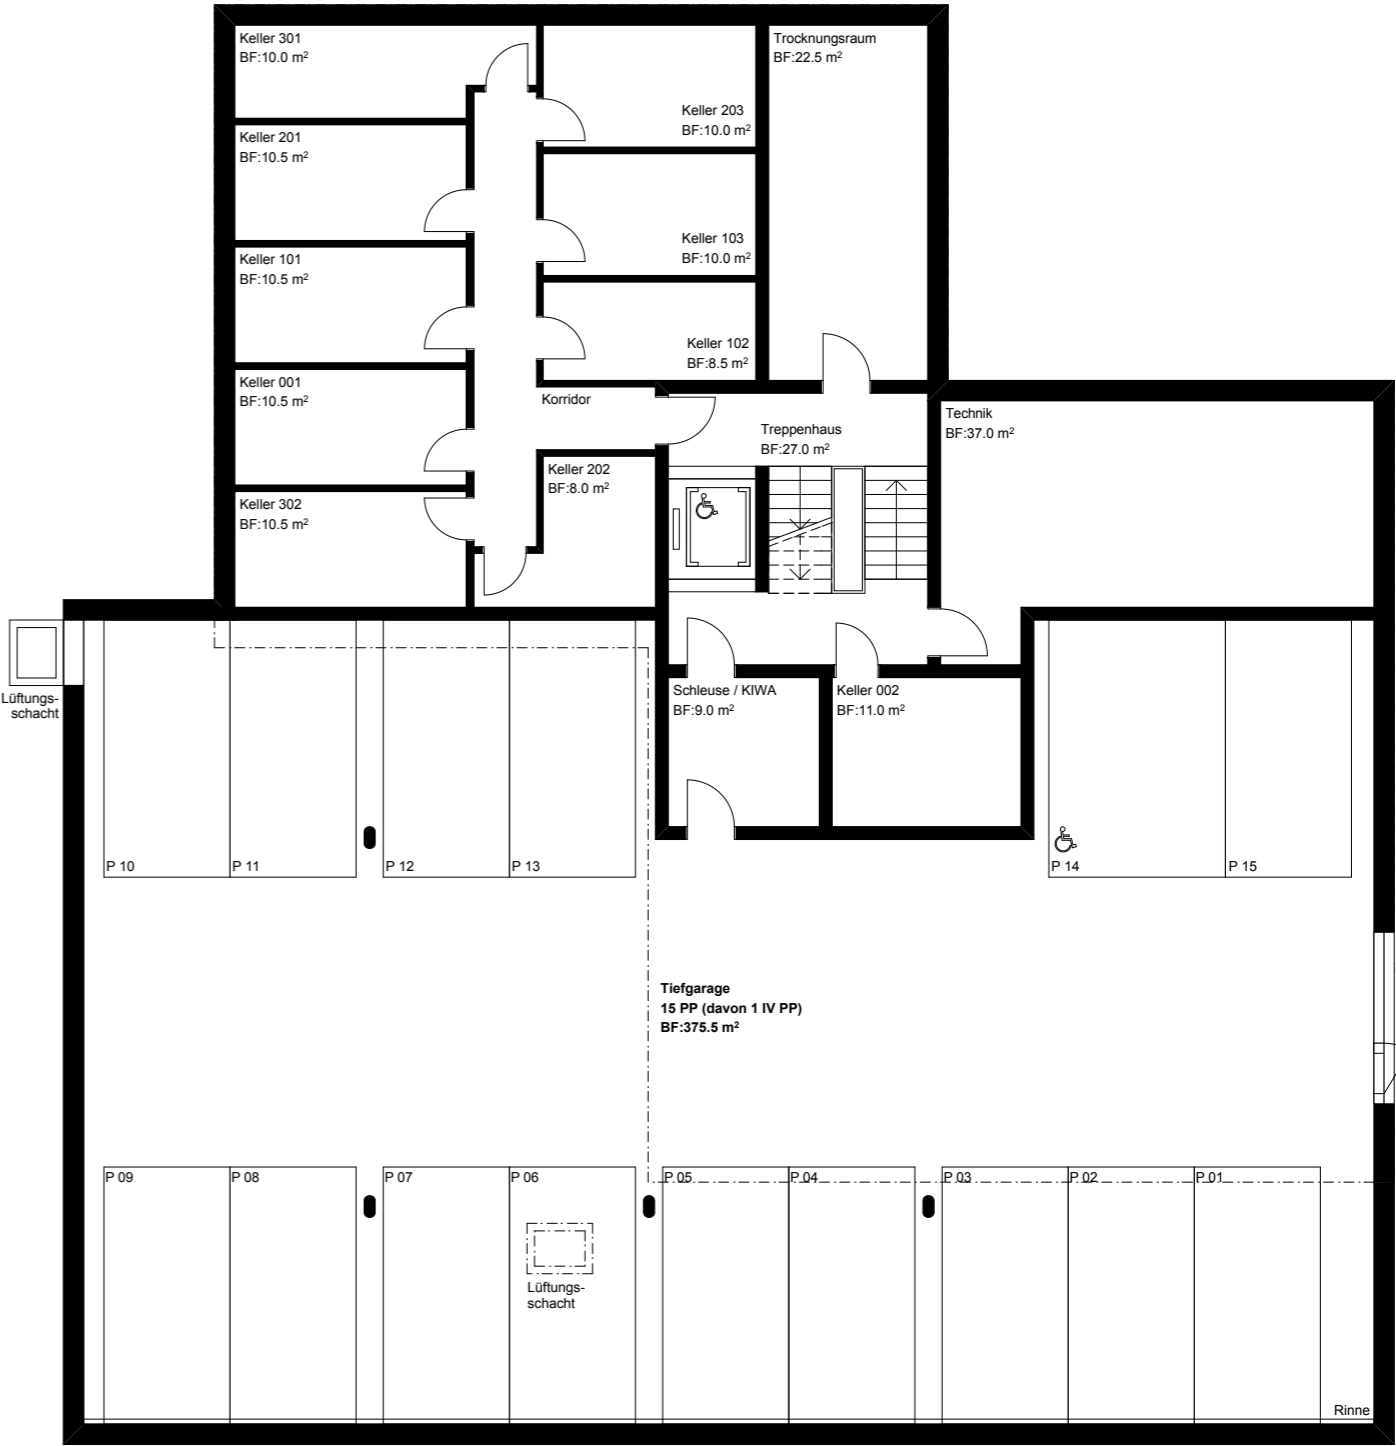 Keller 301
BF:10.0 m²
Trocknungsraum
BF:22.5 m²
Keller 203
BF:10.0 m²
Keller 201
BF:10.5 m²
Keller 103
BF:10.0 m²
Keller 101
BF:10.5 m²
Keller 102
BF:8.5 m²
Keller 001
BF:10.5 m²
Korridor
Treppenhaus
BF:27.0 m²
Technik
BF:37.0 m²
Keller 202
BF:8.0 m²
Keller 302
BF:10.5 m²
Lüftungs-
schacht
Schleuse / KIWA
BF:9.0 m²
Keller 002
BF:11.0 m²
P 10
P 11
P 12
P 13
P 14
P 15
Tiefgarage
15 PP (davon 1 IV PP)
BF:375.5 m²
P 09
P 08
P 07
P 06
P 05
P 04
P 03
P 02
P 01
Lüftungs-
schacht
Rinne